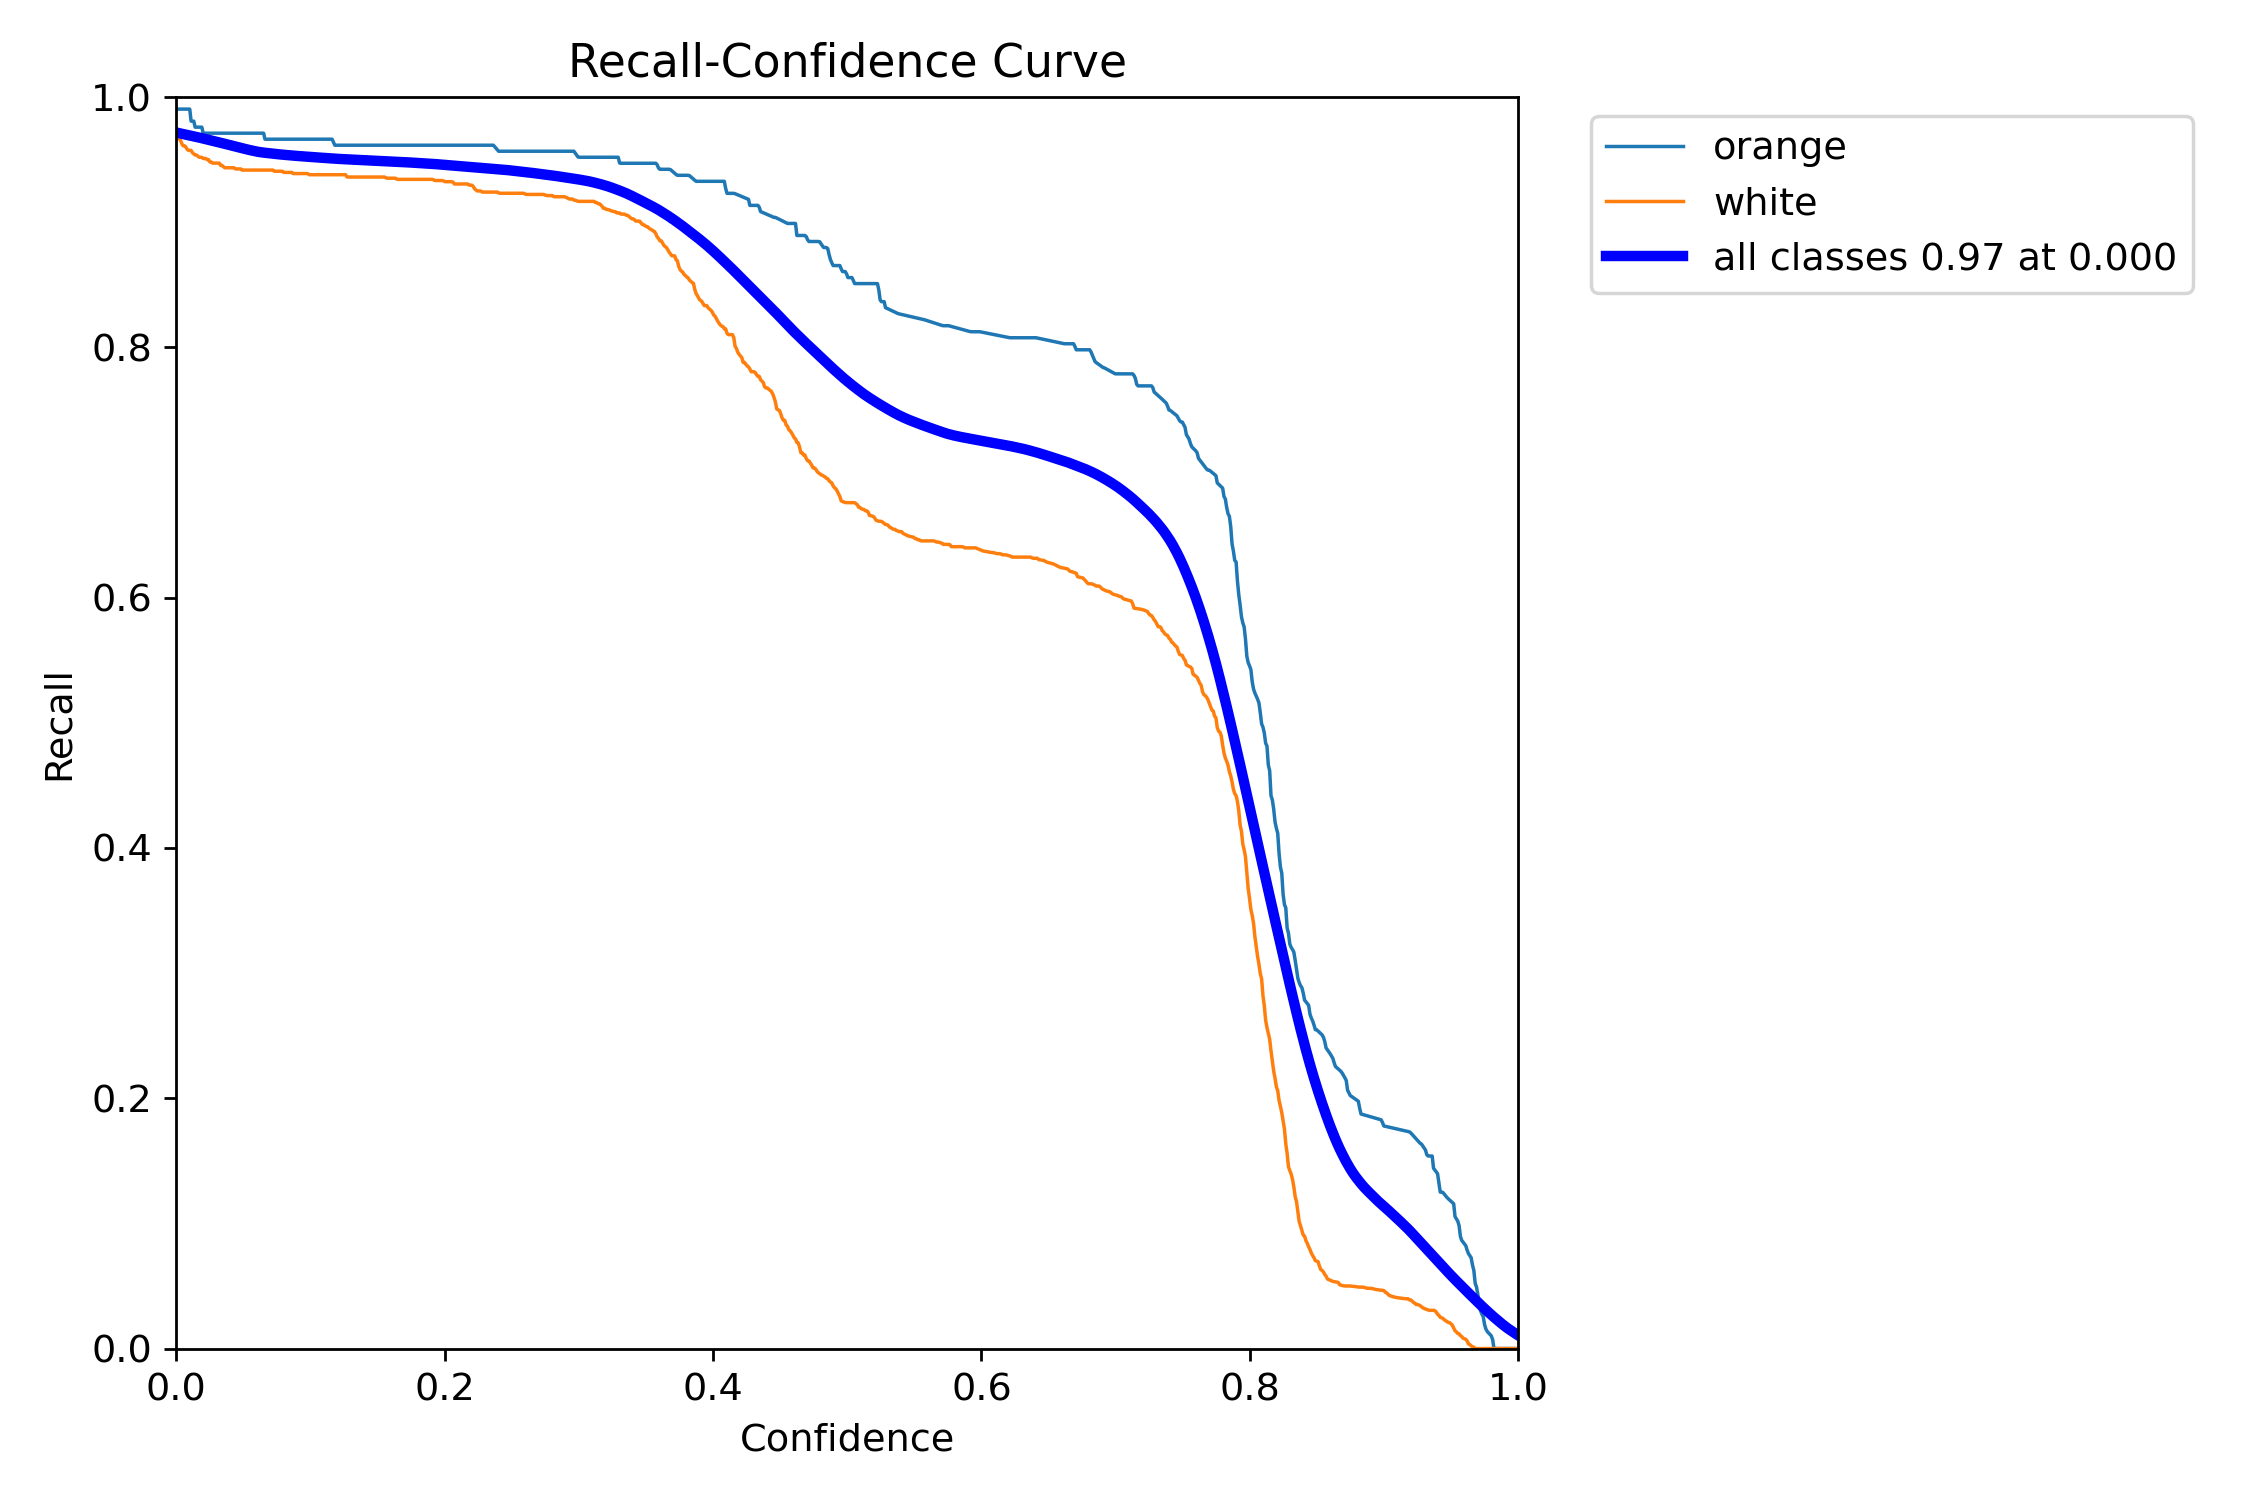 Recall-Confidence Curve
orange
white
all classes 0.97 at 0.000
1.0
0.8
0.6
0.4
0.2
0.0
Recall
0.0 0.2 0.4 0.6 0.8 1.0
Confidence